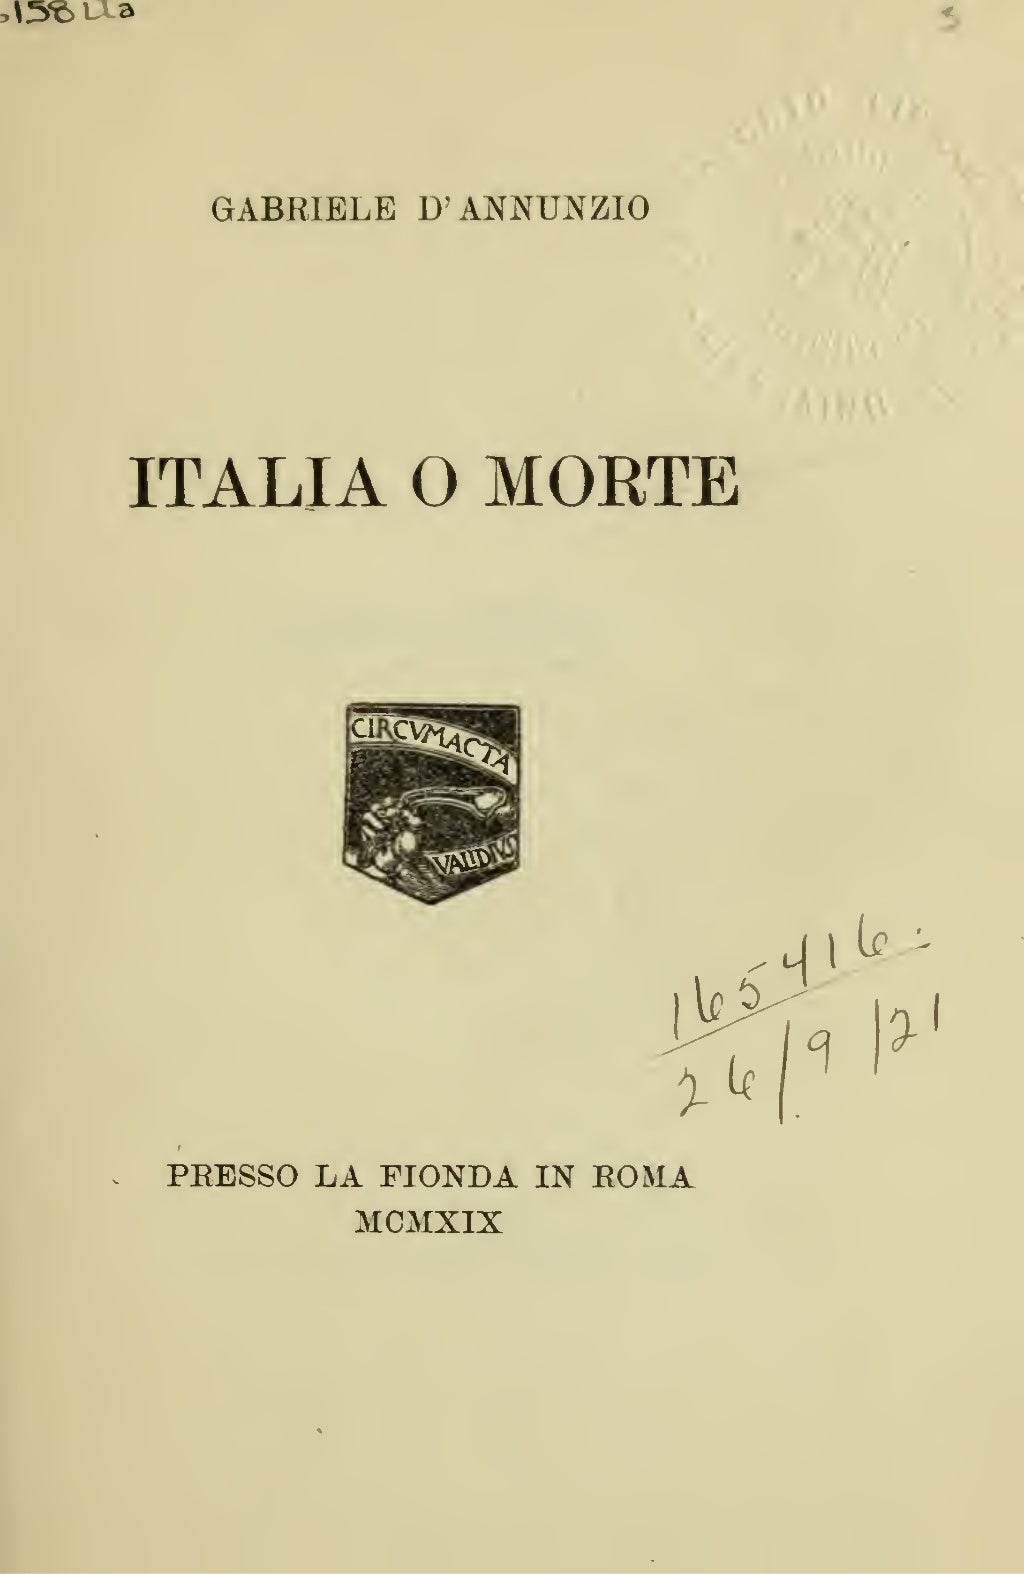 GABRIELE D'ANNUNZIO
ITALIA O MORTE
CIRCVMACTA
VALIDIVS
165416
26/9/21
PRESSO LA FIONDA IN ROMA
MCMXIX